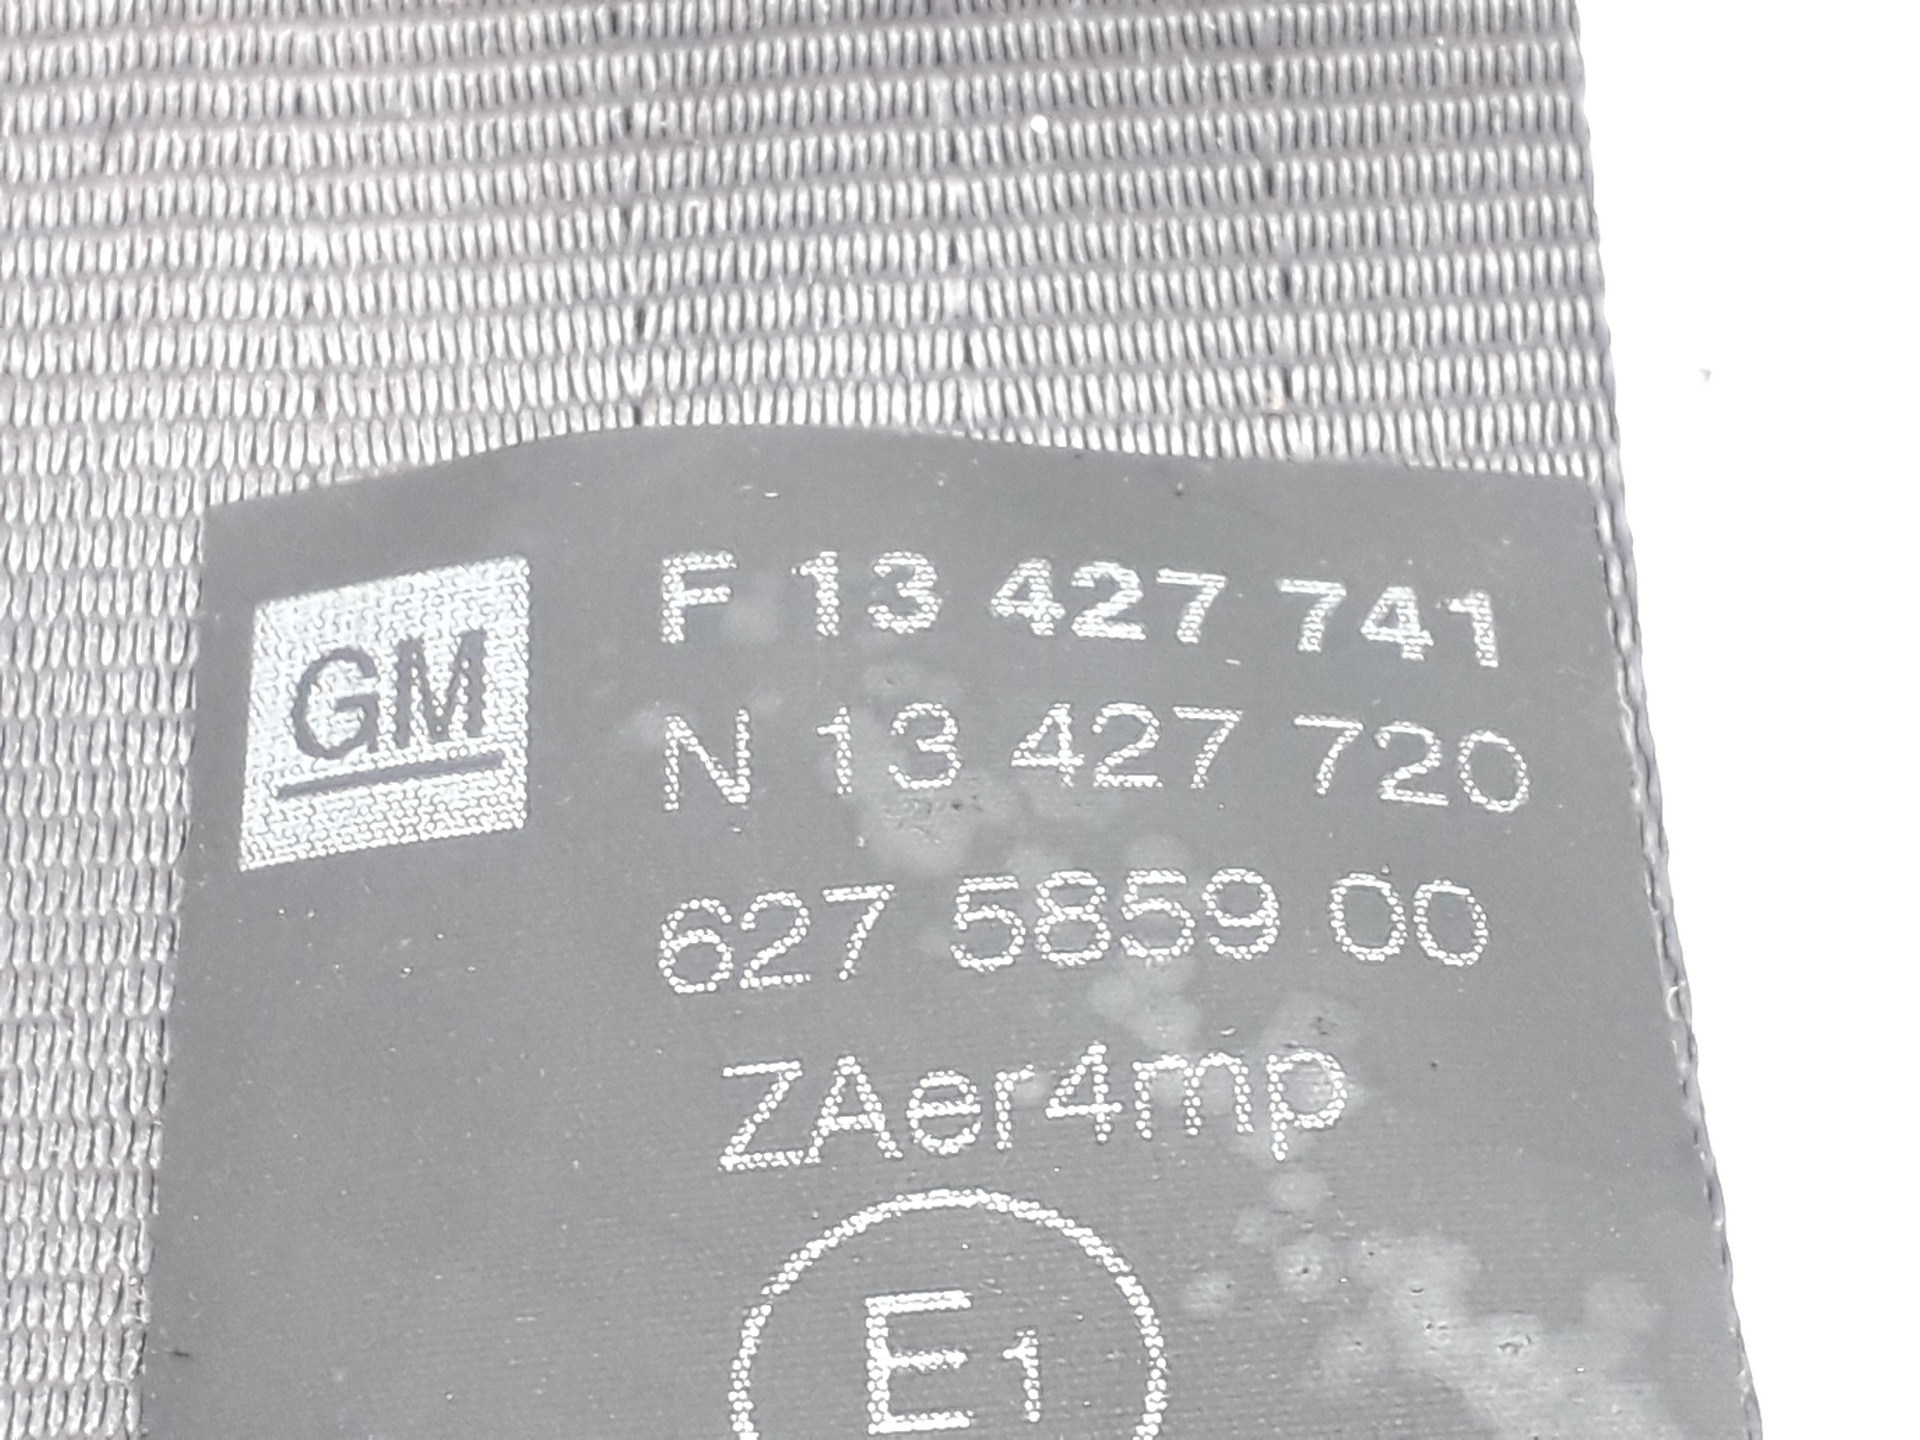 GM
F 13 427 741
N 13 427 720
627 5859 00
ZAer4mp
E1